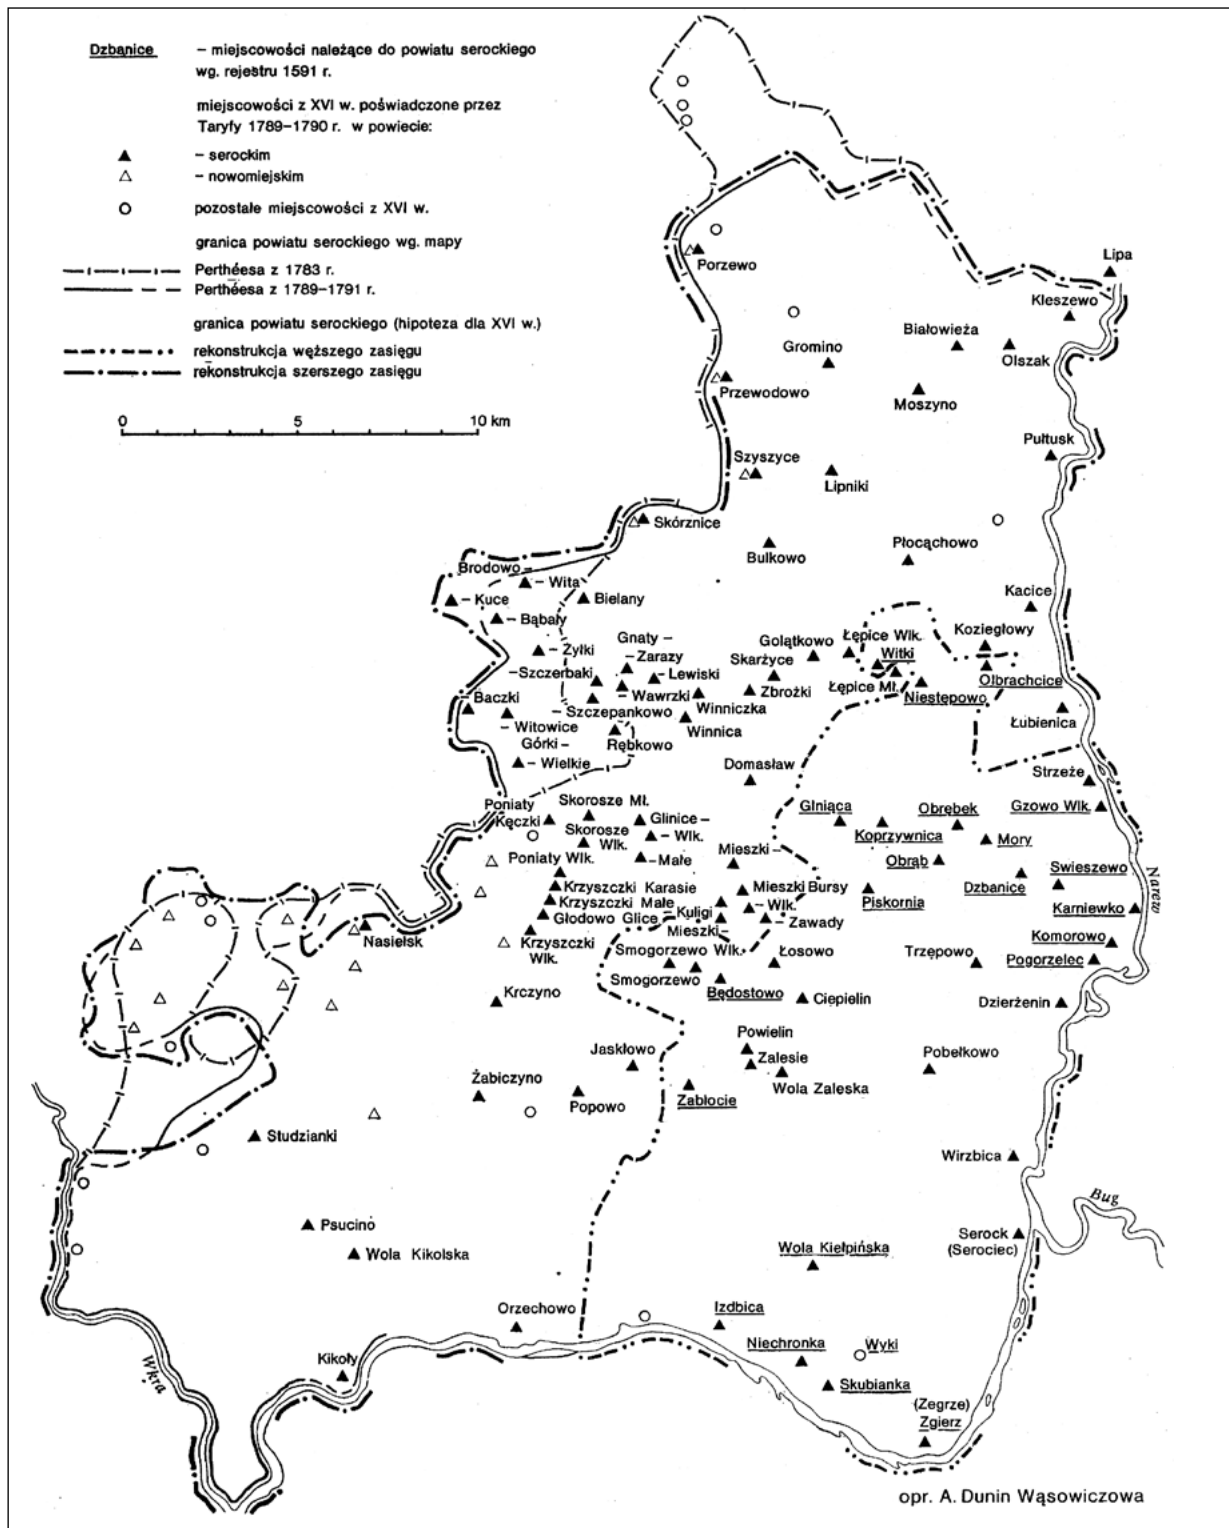 Dzbanice – miejscowości należące do powiatu serockiego
wg. rejestru 1591 r.
miejscowości z XVI w. poświadczone przez
Taryfy 1789–1790 r. w powiecie:
– serockim
– nowomiejskim
pozostałe miejscowości z XVI w.
granica powiatu serockiego wg. mapy
Perthéesa z 1783 r.
Perthéesa z 1789–1791 r.
granica powiatu serockiego (hipoteza dla XVI w.)
rekonstrukcja węższego zasięgu
rekonstrukcja szerszego zasięgu
0 10 km
Porzewo
Lipa
Kleszewo
Białowieża
Olszak
Gromino
Przewodowo
Moszyno
Pułtusk
Szyszyce
Lipniki
Skórznice
Bulkowo
Płocąchowo
Brodowo –
– Wita
– Kuce
Bielany
Kacice
– Bąbały
Gnaty –
– Żyłki
– Zarazy
Golątkowo
Łępice Wlk.
Koziegłowy
– Szczerbaki
– Lewiski
Skarżyce
Witki
Olbrachcice
Baczki
– Wawrzki
Zbrożki
Łępice Mł.
Niestępowo
– Szczepankowo
Winniczka
Łubienica
– Witowice
Winnica
Górki –
Rębkowo
– Wielkie
Domasław
Strzeże
Poniaty
Kęczki
Skorosze Mł.
Glinice –
– Wlk.
Glniąca
Obrębek
Gzowo Wlk.
Skorosze
Wlk.
Koprzywnica
Mory
Poniaty Wlk.
– Małe
Mieszki –
Obrąb
Swieszewo
Krzyszczki Karasie
Mieszki Bursy
Dzbanice
Krzyszczki Małe
– Wlk.
Piskornia
Głodowo Glice
– Kuligi
– Zawady
Karniewko
Nasielsk
Krzyszczki
Wlk.
Mieszki –
Narew
Komorowo
Smogorzewo Wlk.
Łosowo
Trzępowo
Pogorzelec
Smogorzewo
Będostowo
Ciepielin
Dzierżenin
Krczyno
Powielin
Jaskłowo
Zalesie
Pobełkowo
Żabiczyno
Popowo
Zabłocie
Wola Zaleska
Studzianki
Wirzbica
Bug
Psucino
Serock
(Serociec)
Wola Kikolska
Wola Kiełpińska
Orzechowo
Izdbica
Niechronka
Wyki
Kikoły
Wkra
Skubianka
(Zegrze)
Zgierz
opr. A. Dunin Wąsowiczowa